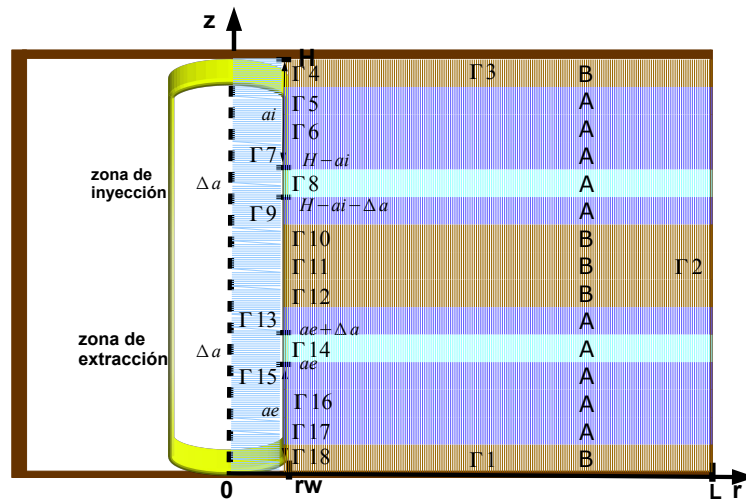 z
H
Γ4 Γ3 B
Γ5 A
ai
Γ6 A
Γ7 A
H−ai
zona de
inyección
Δa
Γ8 A
H−ai−Δa
Γ9 A
Γ10 B
Γ11 B Γ2
Γ12 B
Γ13 A
ae+Δa
zona de
extracción
Δa
Γ14 A
ae
Γ15 A
ae
Γ16 A
Γ17 A
Γ18 Γ1 B
0 rw L r